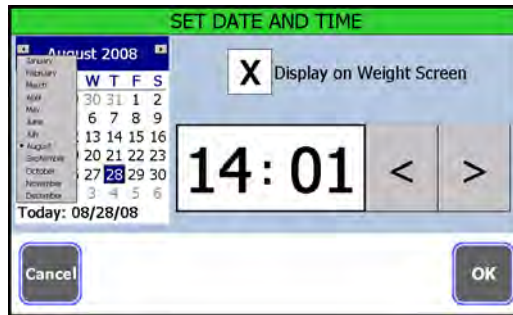 SET DATE AND TIME
August 2008
January
February
March
April
May
June
July
August
September
October
November
December
W T F S
30 31 1 2
6 7 8 9
13 14 15 16
20 21 22 23
27 28 29 30
3 4 5 6
Today: 08/28/08
X Display on Weight Screen
14:01 < >
Cancel
OK